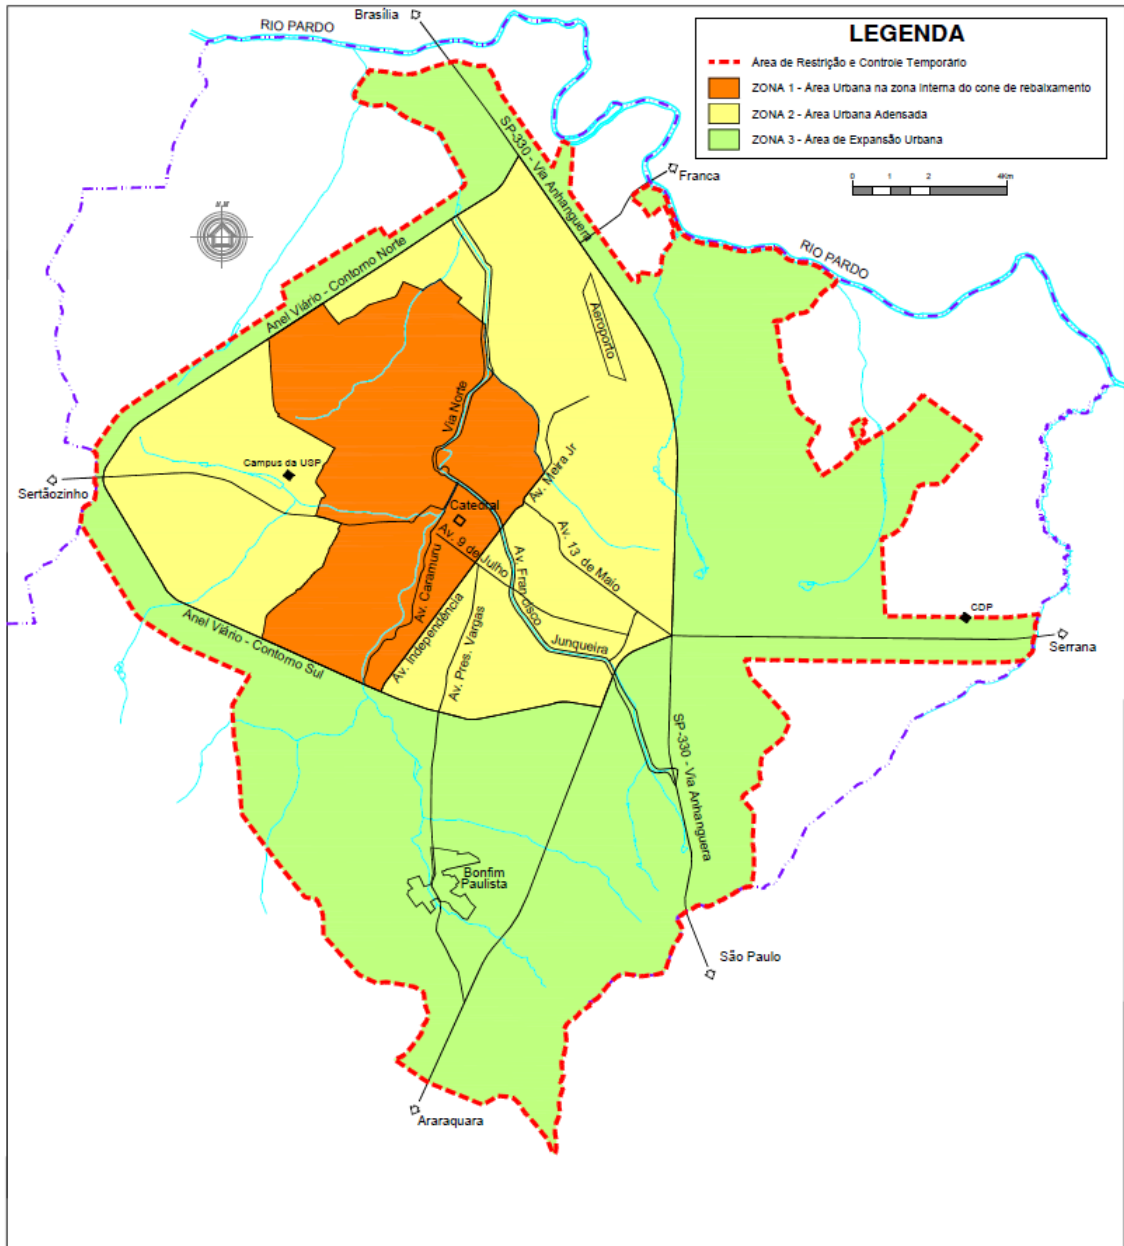 Brasília
RIO PARDO
LEGENDA
Área de Restrição e Controle Temporário
ZONA 1 - Área Urbana na zona interna do cone de rebaixamento
ZONA 2 - Área Urbana Adensada
ZONA 3 - Área de Expansão Urbana
0 1 2 4Km
SP-330 - Via Anhanguera
Franca
RIO PARDO
Anel Viário - Contorno Norte
Aeroporto
Via Norte
Campus da USP
Sertãozinho
Av. Meira Jr
Catedral
Av. 9 de Julho
Av. 13 de Maio
Av. Francisco
Junqueira
Av. Caramuru
Av. Independência
Av. Pres. Vargas
CDP
Serrana
Anel Viário - Contorno Sul
SP-330 - Via Anhanguera
Bonfim
Paulista
São Paulo
Araraquara